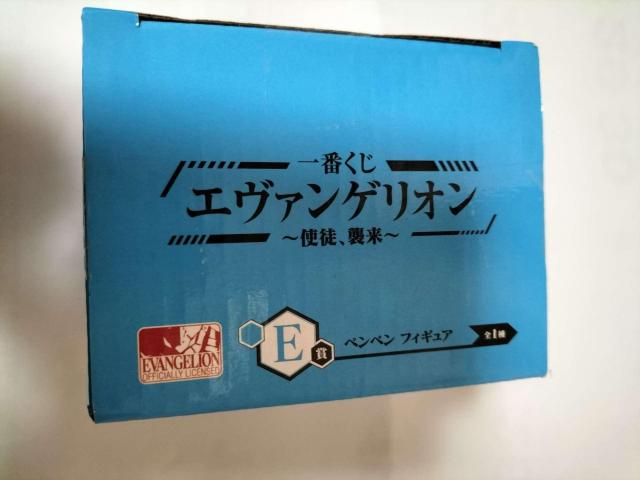 一番くじ
エヴァンゲリオン
～使徒、襲来～
E賞
ペンペン フィギュア
全1種
EVANGELION
OFFICIALLY LICENSED